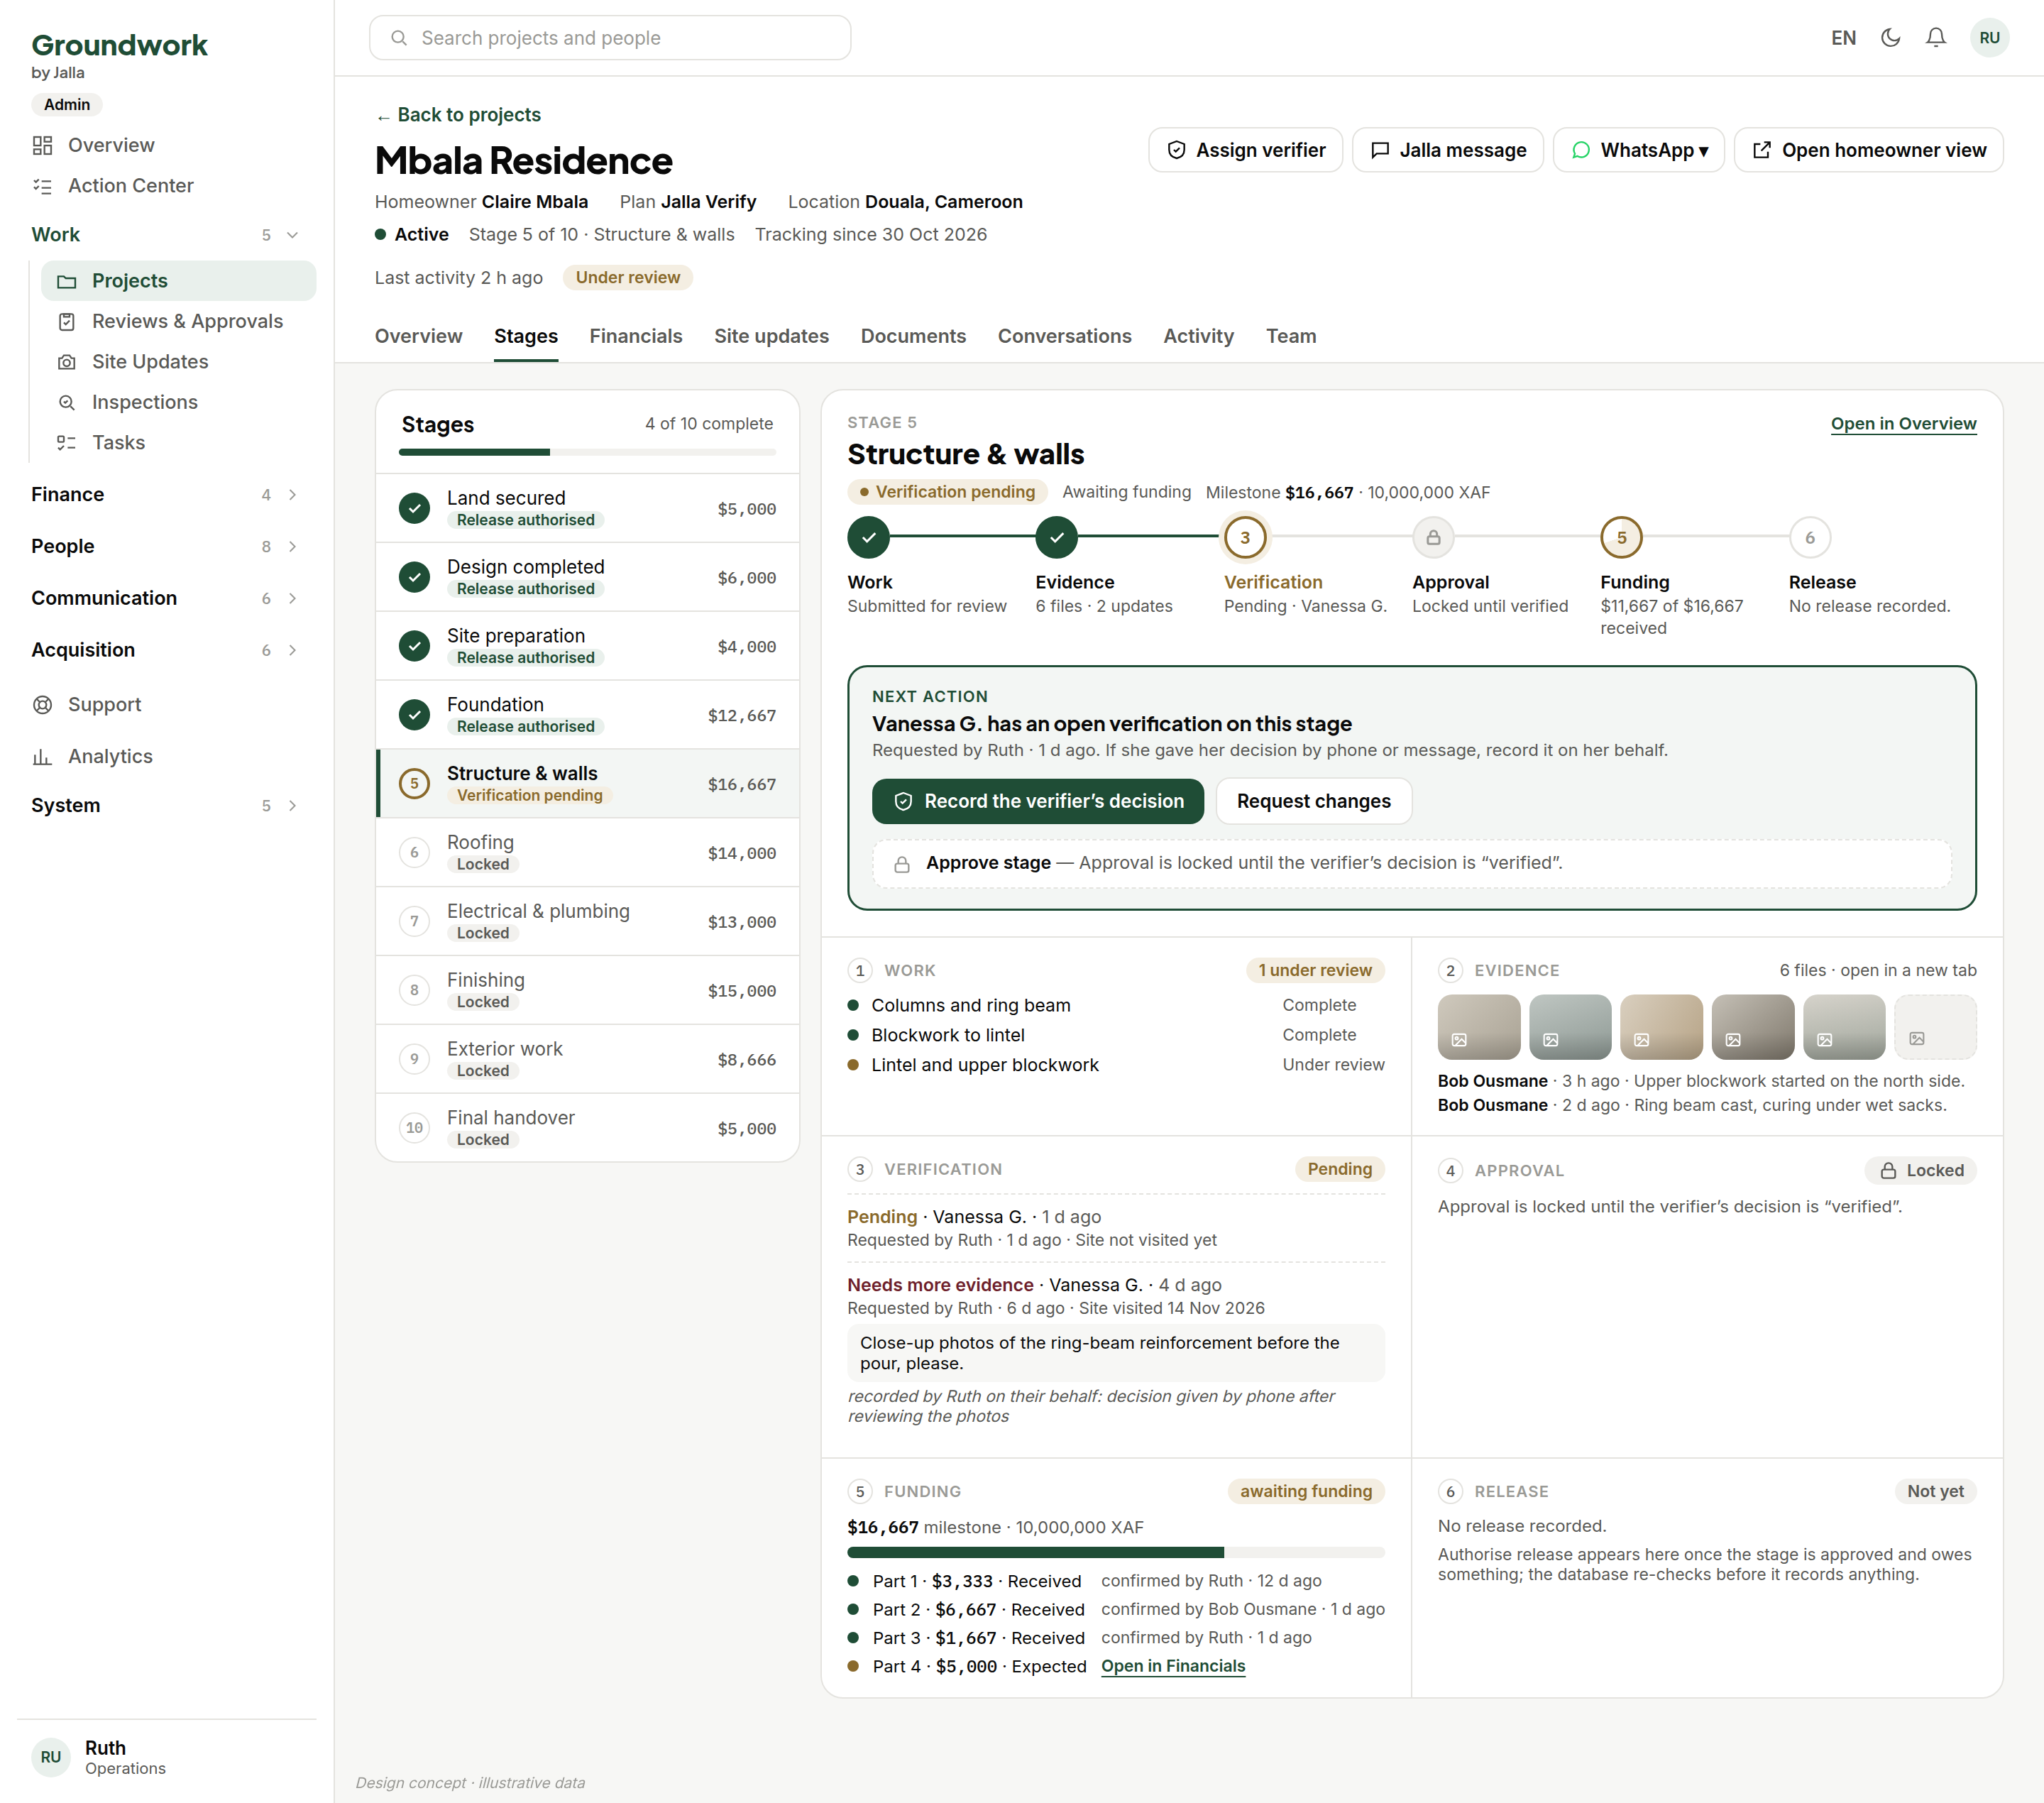 Groundwork
by Jalla
Admin
Overview
Action Center
Work 5
Projects
Reviews & Approvals
Site Updates
Inspections
Tasks
Finance 4
People 8
Communication 6
Acquisition 6
Support
Analytics
System 5
RU
Ruth
Operations
Search projects and people
EN
RU
← Back to projects
Mbala Residence
Assign verifier
Jalla message
WhatsApp ▾
Open homeowner view
Homeowner Claire Mbala Plan Jalla Verify Location Douala, Cameroon
Active Stage 5 of 10 · Structure & walls Tracking since 30 Oct 2026
Last activity 2 h ago Under review
Overview Stages Financials Site updates Documents Conversations Activity Team
Stages 4 of 10 complete
Land secured
Release authorised
$5,000
Design completed
Release authorised
$6,000
Site preparation
Release authorised
$4,000
Foundation
Release authorised
$12,667
5 Structure & walls
Verification pending
$16,667
6 Roofing
Locked
$14,000
7 Electrical & plumbing
Locked
$13,000
8 Finishing
Locked
$15,000
9 Exterior work
Locked
$8,666
10 Final handover
Locked
$5,000
STAGE 5
Open in Overview
Structure & walls
Verification pending Awaiting funding Milestone $16,667 · 10,000,000 XAF
3 5 6
Work
Submitted for review
Evidence
6 files · 2 updates
Verification
Pending · Vanessa G.
Approval
Locked until verified
Funding
$11,667 of $16,667
received
Release
No release recorded.
NEXT ACTION
Vanessa G. has an open verification on this stage
Requested by Ruth · 1 d ago. If she gave her decision by phone or message, record it on her behalf.
Record the verifier’s decision
Request changes
Approve stage — Approval is locked until the verifier’s decision is “verified”.
1 WORK 1 under review
Columns and ring beam Complete
Blockwork to lintel Complete
Lintel and upper blockwork Under review
2 EVIDENCE 6 files · open in a new tab
Bob Ousmane · 3 h ago · Upper blockwork started on the north side.
Bob Ousmane · 2 d ago · Ring beam cast, curing under wet sacks.
3 VERIFICATION Pending
Pending · Vanessa G. · 1 d ago
Requested by Ruth · 1 d ago · Site not visited yet
Needs more evidence · Vanessa G. · 4 d ago
Requested by Ruth · 6 d ago · Site visited 14 Nov 2026
Close-up photos of the ring-beam reinforcement before the
pour, please.
recorded by Ruth on their behalf: decision given by phone after
reviewing the photos
4 APPROVAL Locked
Approval is locked until the verifier’s decision is “verified”.
5 FUNDING awaiting funding
$16,667 milestone · 10,000,000 XAF
Part 1 · $3,333 · Received confirmed by Ruth · 12 d ago
Part 2 · $6,667 · Received confirmed by Bob Ousmane · 1 d ago
Part 3 · $1,667 · Received confirmed by Ruth · 1 d ago
Part 4 · $5,000 · Expected Open in Financials
6 RELEASE Not yet
No release recorded.
Authorise release appears here once the stage is approved and owes
something; the database re-checks before it records anything.
Design concept · illustrative data